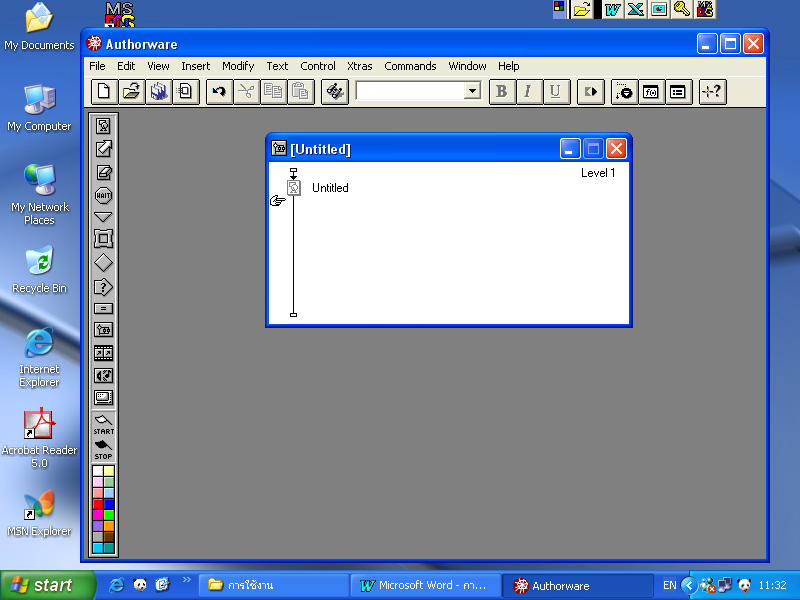 MS
My Documents
My Computer
My Network
Places
Recycle Bin
Internet
Explorer
Acrobat Reader
5.0
MSN Explorer
Authorware
File Edit View Insert Modify Text Control Xtras Commands Window Help
B I U
[Untitled]
Level 1
Untitled
WAIT
START
STOP
start
การใช้งาน
Microsoft Word - กา...
Authorware
EN
11:32